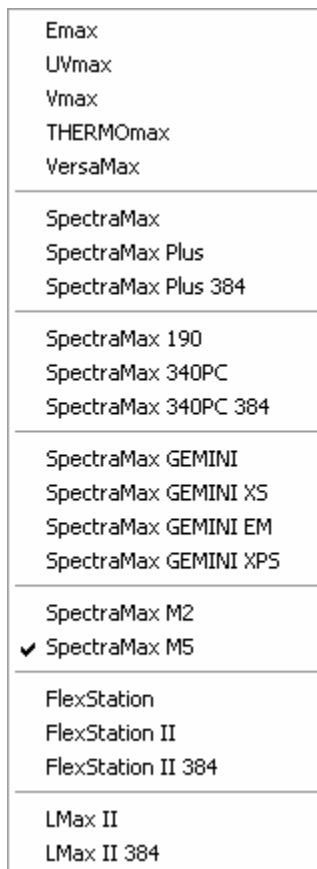 Emax
UVmax
Vmax
THERMOmax
VersaMax
SpectraMax
SpectraMax Plus
SpectraMax Plus 384
SpectraMax 190
SpectraMax 340PC
SpectraMax 340PC 384
SpectraMax GEMINI
SpectraMax GEMINI XS
SpectraMax GEMINI EM
SpectraMax GEMINI XPS
SpectraMax M2
SpectraMax M5
FlexStation
FlexStation II
FlexStation II 384
LMax II
LMax II 384